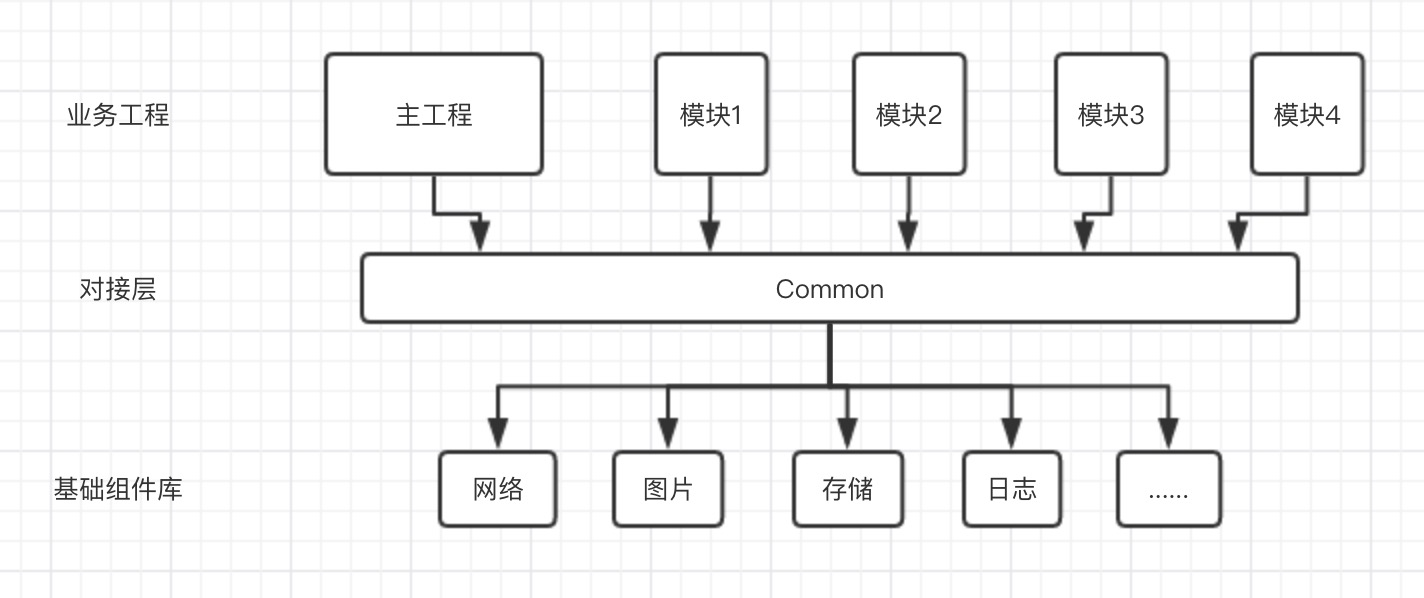 业务工程
主工程
模块1
模块2
模块3
模块4
对接层
Common
基础组件库
网络
图片
存储
日志
......